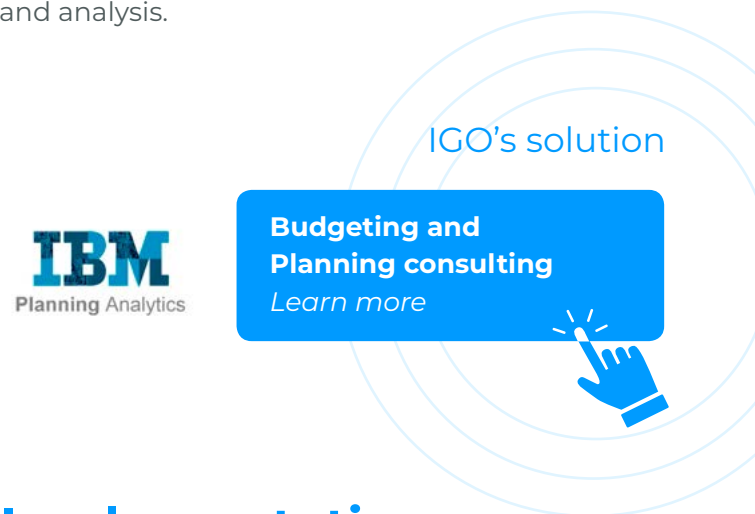 and analysis.
IGO's solution
Budgeting and
Planning consulting
Learn more
IBM
Planning Analytics